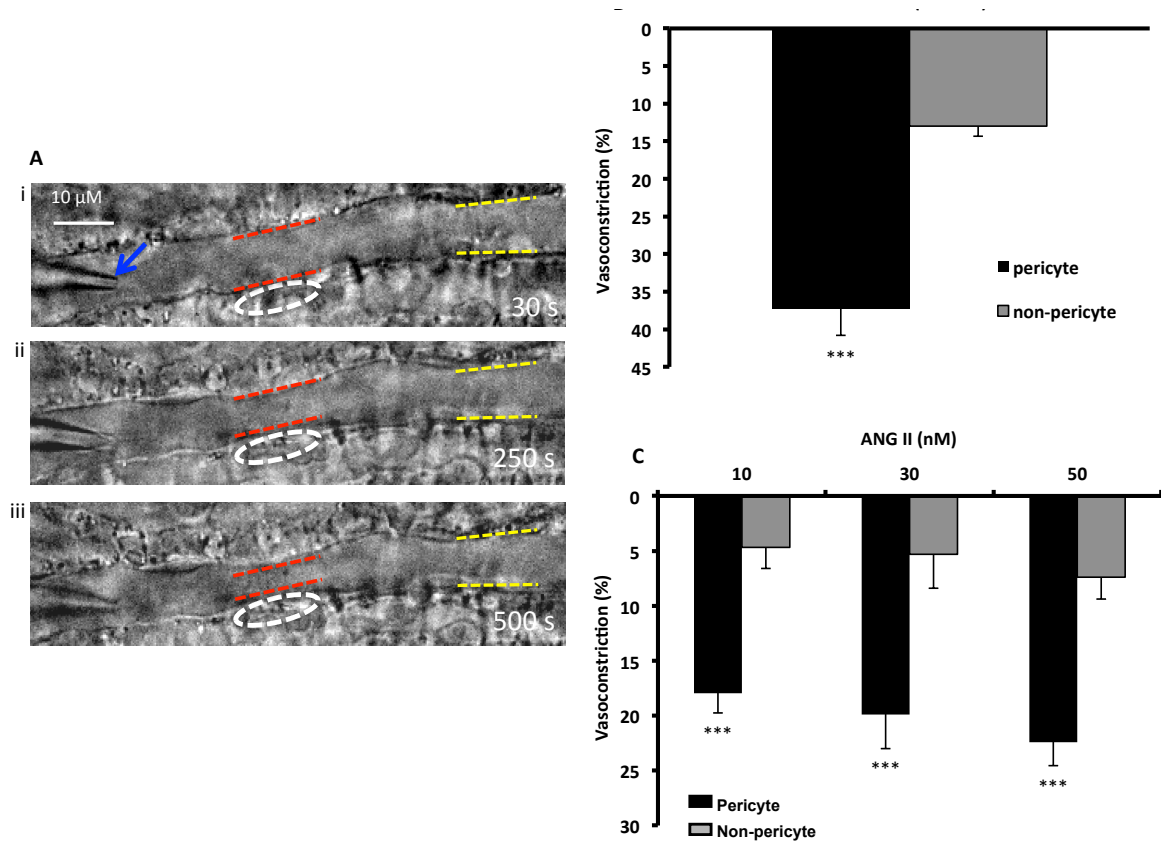 A
i
10 µM
30 s
ii
250 s
iii
500 s
0
5
10
15
20
25
30
35
40
45
Vasoconstriction (%)
pericyte
non-pericyte
***
C
ANG II (nM)
10
30
50
0
5
10
15
20
25
30
Vasoconstriction (%)
***
***
***
Pericyte
Non-pericyte